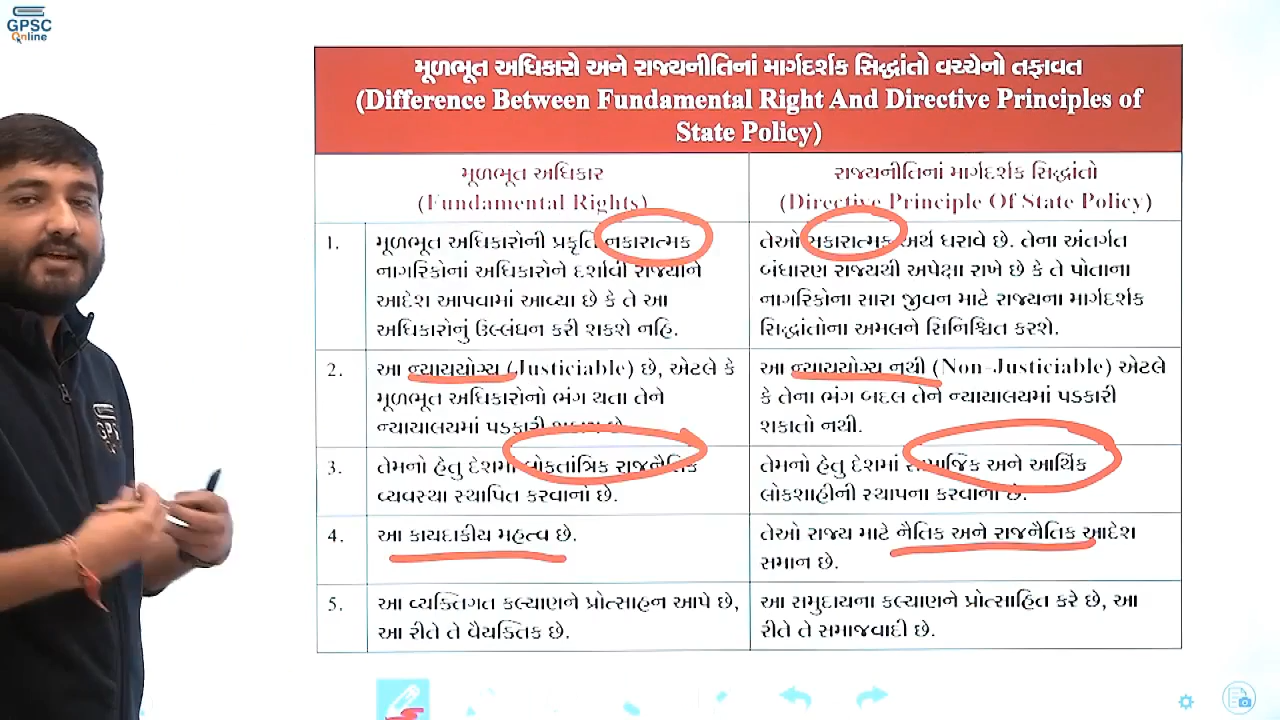 GPSC
Online
મૂળભૂત અધિકારો અને રાજ્યનીતિનાં માર્ગદર્શક સિદ્ધાંતો વચ્ચેનો તફાવત
(Difference Between Fundamental Right And Directive Principles of
State Policy)
મૂળભૂત અધિકાર
(Fundamental Rights)
રાજ્યનીતિનાં માર્ગદર્શક સિદ્ધાંતો
(Directive Principle Of State Policy)
1.
મૂળભૂત અધિકારોની પ્રકૃતિ નકારાત્મક
નાગરિકોનાં અધિકારોને દર્શાવી રાજ્યોને
આદેશ આપવામાં આવ્યા છે કે તે આ
અધિકારોનું ઉલ્લંઘન કરી શકશે નહિ.
તેઓ સકારાત્મક અર્થ ધરાવે છે. તેના અંતર્ગત
બંધારણ રાજ્યથી અપેક્ષા રાખે છે કે તે પોતાના
નાગરિકોના સારા જીવન માટે રાજ્યના માર્ગદર્શક
સિદ્ધાંતોના અમલને સિનિશ્ચિત કરશે.
2.
આ ન્યાયયોગ્ય (Justiciable) છે, એટલે કે
મૂળભૂત અધિકારોનો ભંગ થતા તેને
ન્યાયાલયમાં પડકારી શકાય છે.
આ ન્યાયયોગ્ય નથી (Non-Justiciable) એટલે
કે તેના ભંગ બદલ તેને ન્યાયાલયમાં પડકારી
શકાતો નથી.
3.
તેમનો હેતુ દેશમાં લોકતાંત્રિક રાજનૈતિક
વ્યવસ્થા સ્થાપિત કરવાનો છે.
તેમનો હેતુ દેશમાં સામાજિક અને આર્થિક
લોકશાહીની સ્થાપના કરવાનો છે.
4.
આ કાયદાકીય મહત્વ છે.
તેઓ રાજ્ય માટે નૈતિક અને રાજનૈતિક આદેશ
સમાન છે.
5.
આ વ્યક્તિગત કલ્યાણને પ્રોત્સાહન આપે છે,
આ રીતે તે વૈયક્તિક છે.
આ સમુદાયના કલ્યાણને પ્રોત્સાહિત કરે છે, આ
રીતે તે સમાજવાદી છે.